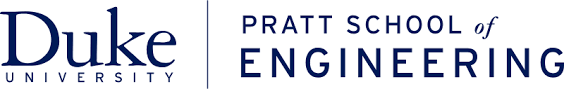 Duke
UNIVERSITY
PRATT SCHOOL of
ENGINEERING